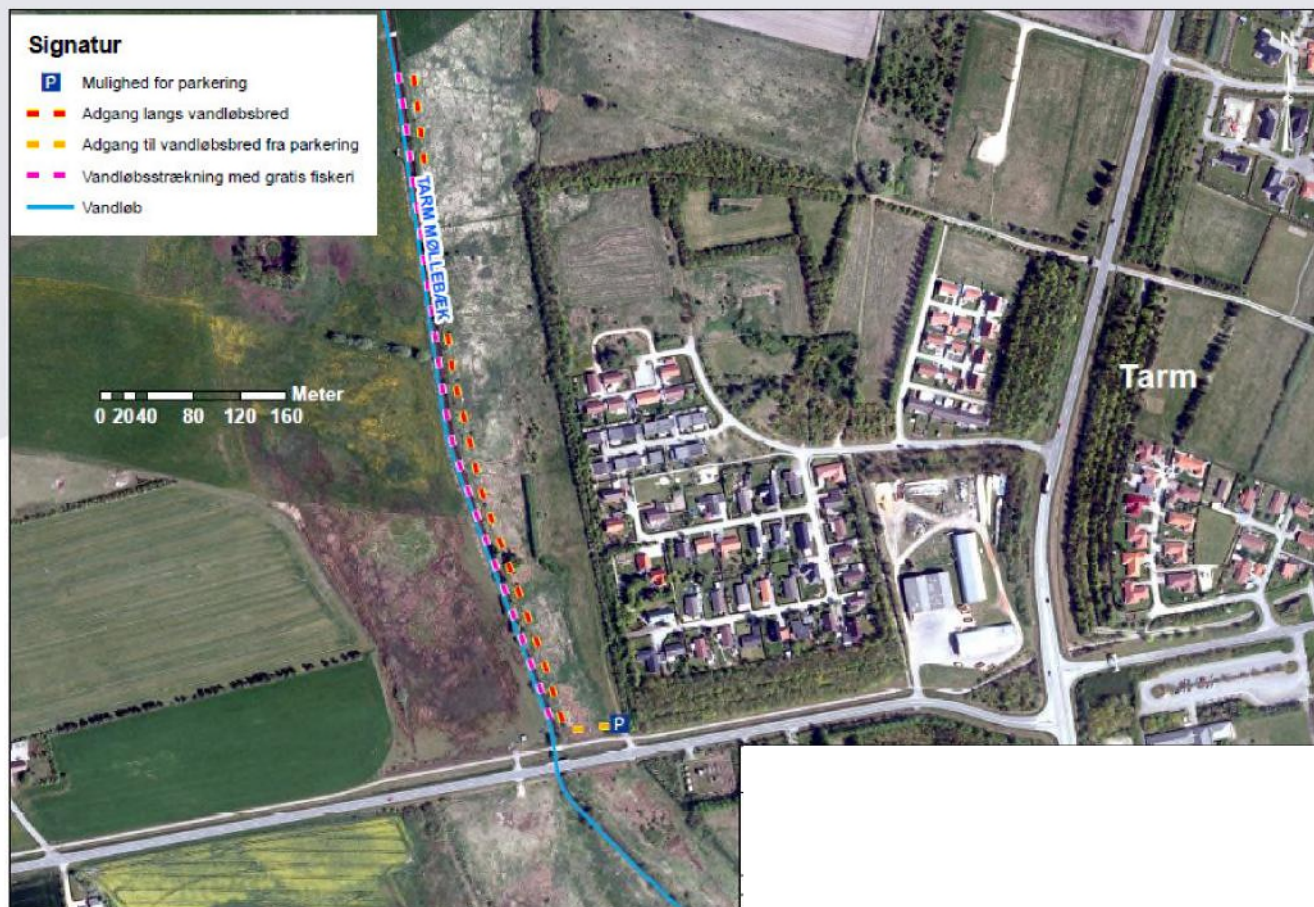 Signatur
P Mulighed for parkering
Adgang langs vandløbsbred
Adgang til vandløbsbred fra parkering
Vandløbsstrækning med gratis fiskeri
Vandløb
N
TARM MØLLEBÆK
Tarm
Meter
0 20 40 80 120 160
P